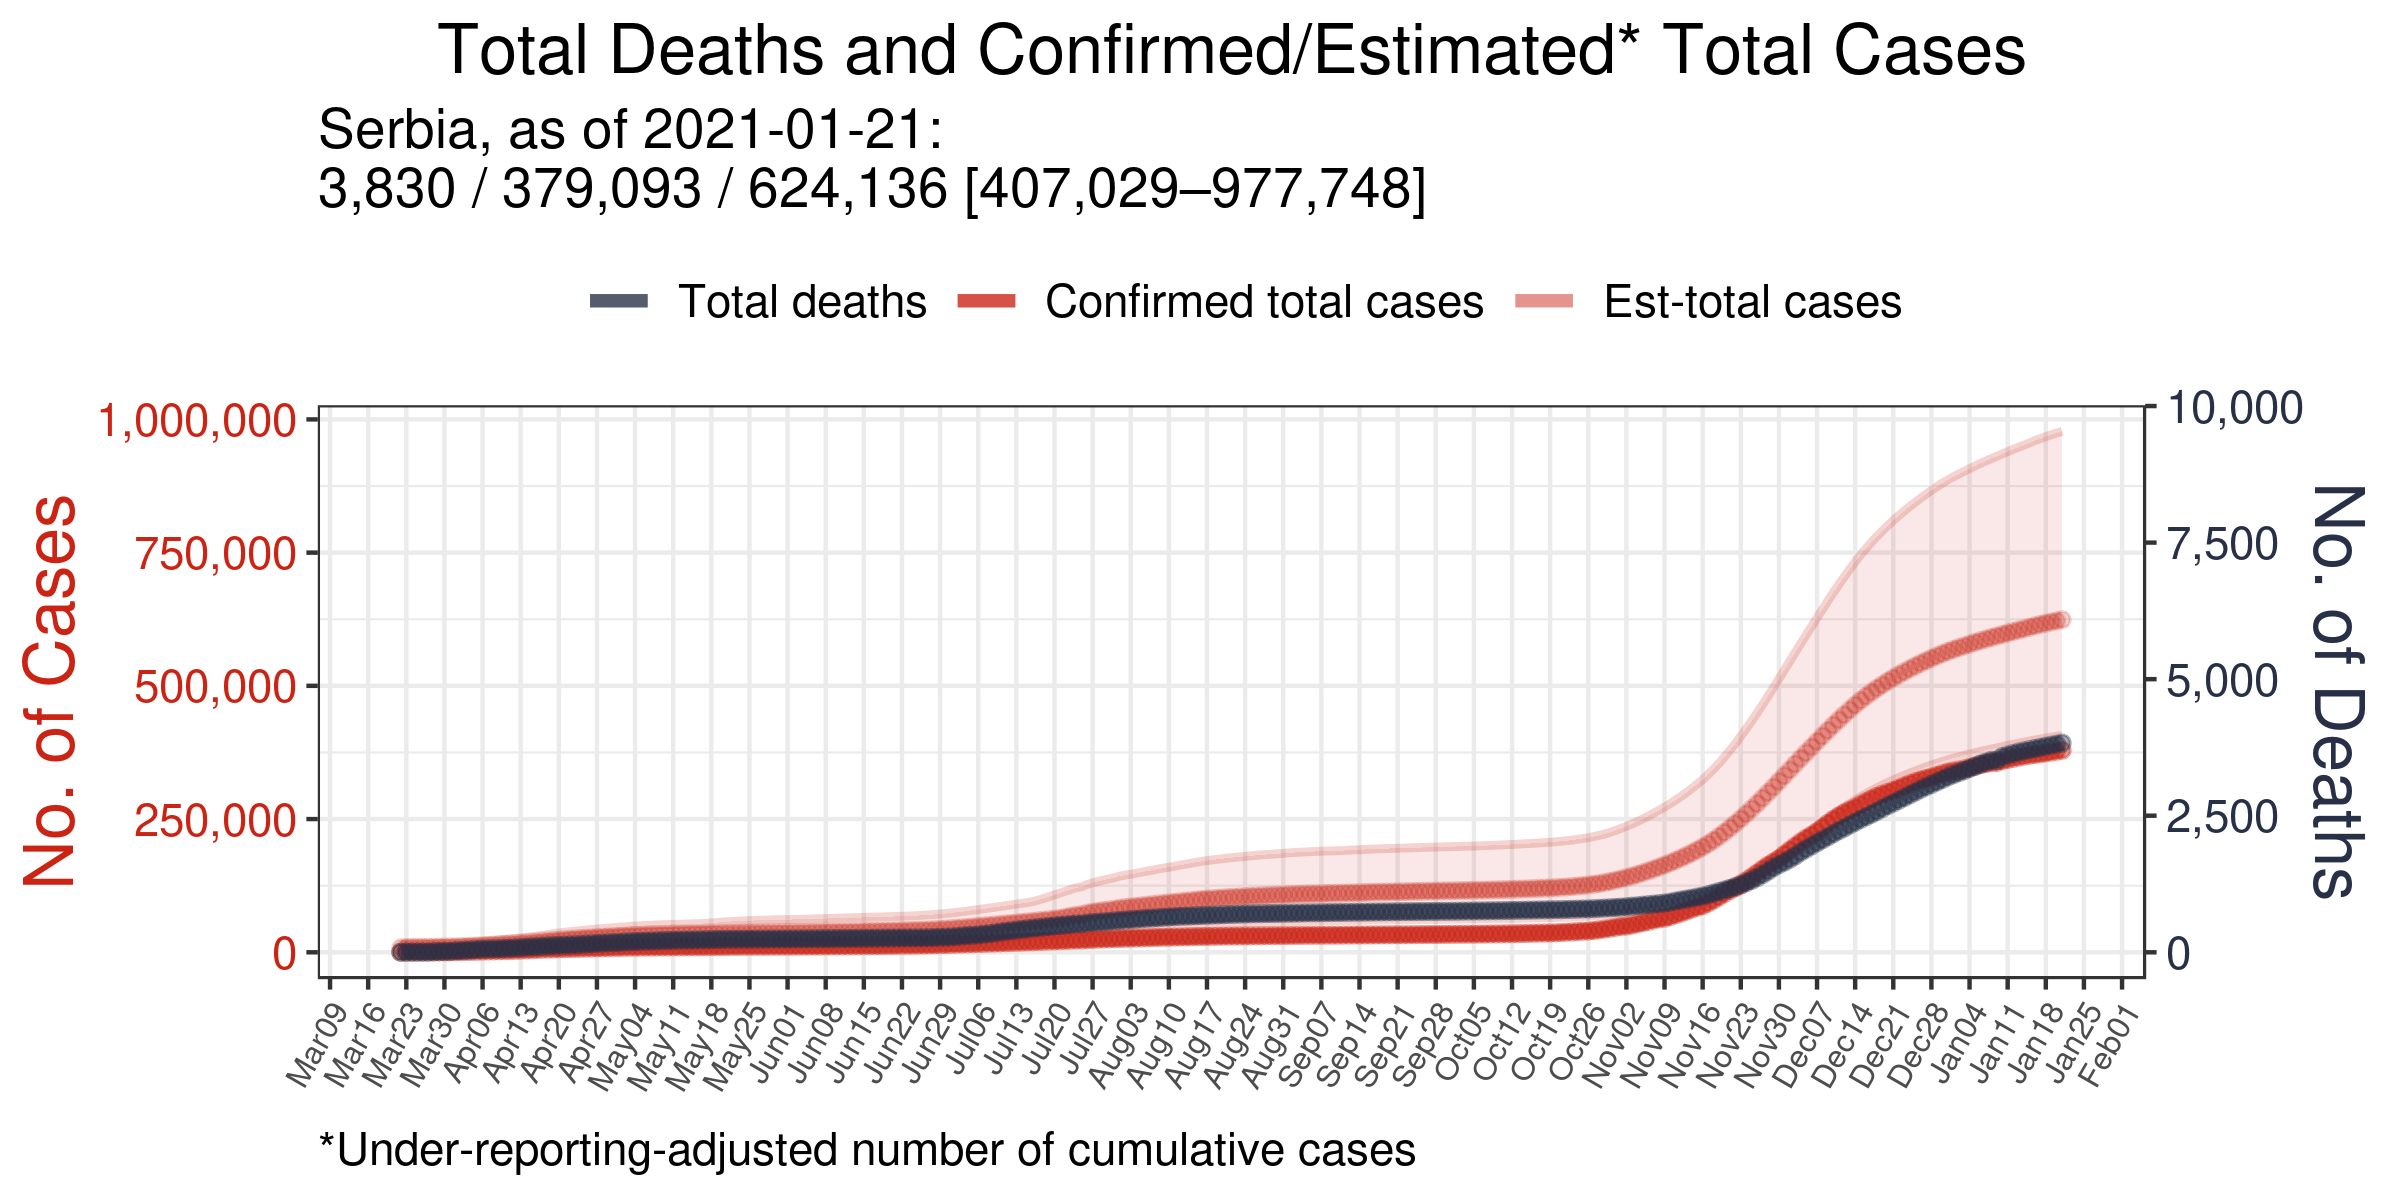 Total Deaths and Confirmed/Estimated* Total Cases
Serbia, as of 2021-01-21:
3,830 / 379,093 / 624,136 [407,029–977,748]
Total deaths
Confirmed total cases
Est-total cases
No. of Cases
1,000,000
750,000
500,000
250,000
0
10,000
7,500
5,000
2,500
0
No. of Deaths
Mar09
Mar16
Mar23
Mar30
Apr06
Apr13
Apr20
Apr27
May04
May11
May18
May25
Jun01
Jun08
Jun15
Jun22
Jun29
Jul06
Jul13
Jul20
Jul27
Aug03
Aug10
Aug17
Aug24
Aug31
Sep07
Sep14
Sep21
Sep28
Oct05
Oct12
Oct19
Oct26
Nov02
Nov09
Nov16
Nov23
Nov30
Dec07
Dec14
Dec21
Dec28
Jan04
Jan11
Jan18
Jan25
Feb01
*Under-reporting-adjusted number of cumulative cases